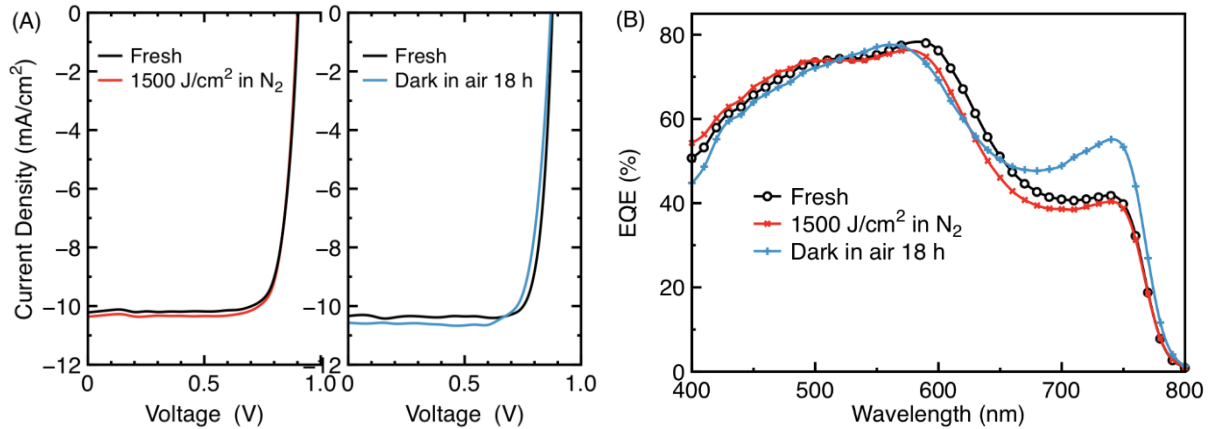 (A)
0
−2
−4
−6
−8
−10
−12
Current Density (mA/cm²)
Fresh
1500 J/cm² in N₂
0
0.5
1.0
Voltage (V)
0
−2
−4
−6
−8
−10
−12
Fresh
Dark in air 18 h
0
0.5
1.0
Voltage (V)
(B)
80
60
40
20
0
EQE (%)
Fresh
1500 J/cm² in N₂
Dark in air 18 h
400
500
600
700
800
Wavelength (nm)